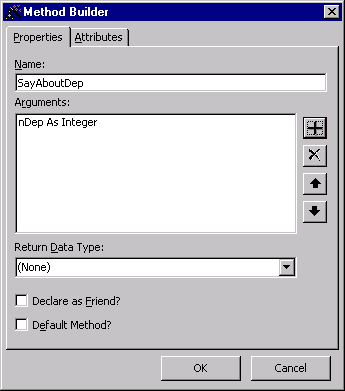 Method Builder
Properties Attributes
Name:
SayAboutDep
Arguments:
nDep As Integer
Return Data Type:
(None)
Declare as Friend?
Default Method?
OK Cancel